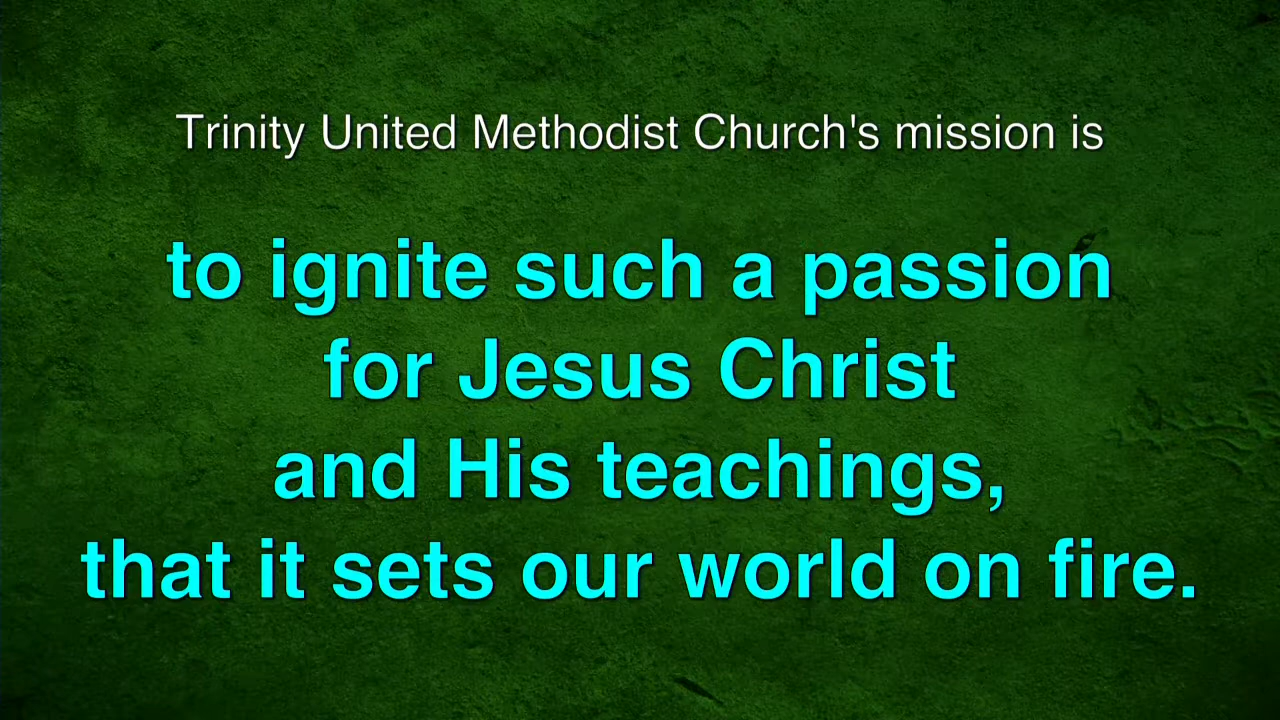 Trinity United Methodist Church's mission is
to ignite such a passion
for Jesus Christ
and His teachings,
that it sets our world on fire.